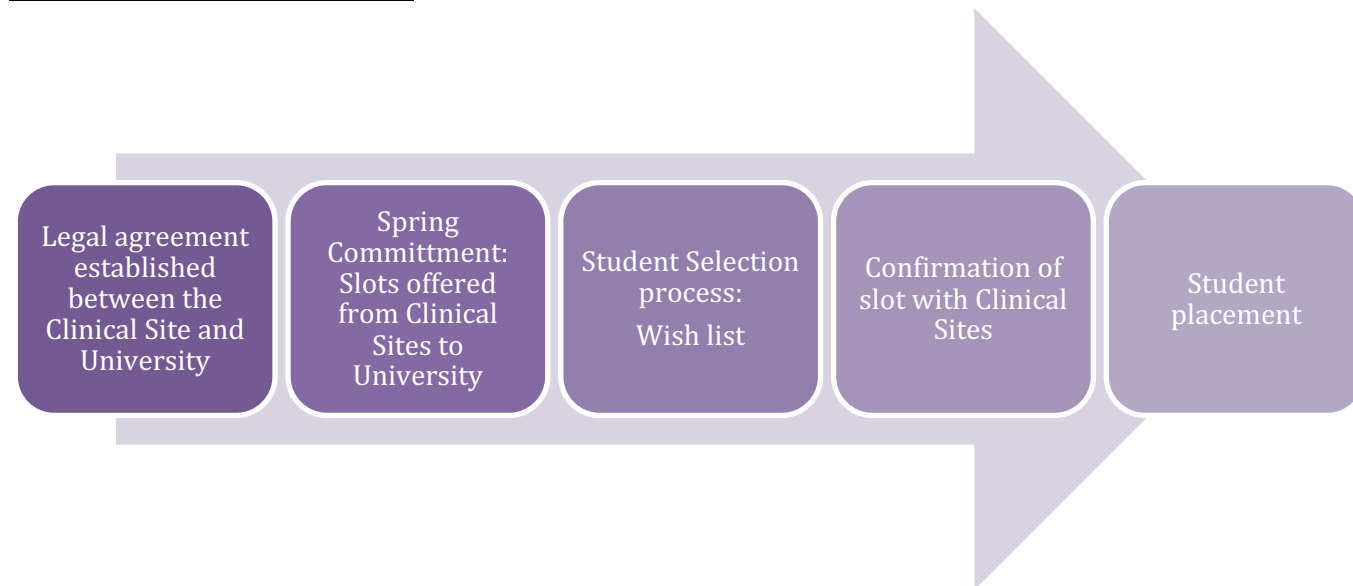 Legal agreement
established
between the
Clinical Site and
University
Spring
Committment:
Slots offered
from Clinical
Sites to
University
Student Selection
process:
Wish list
Confirmation of
slot with Clinical
Sites
Student
placement